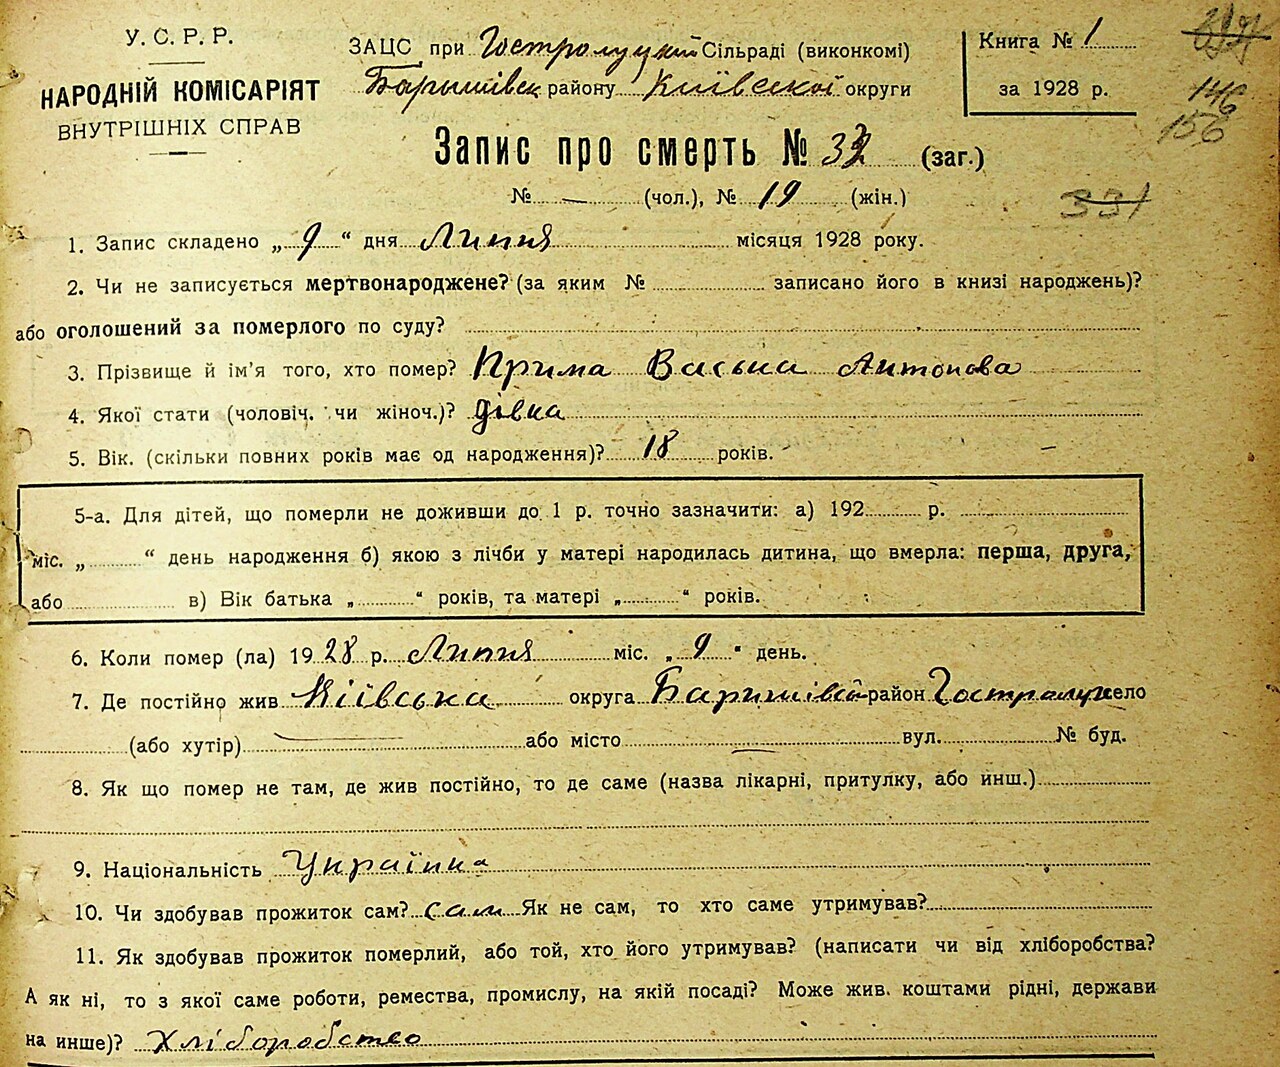 У. С. Р. Р.
НАРОДНІЙ КОМІСАРІЯТ
ВНУТРІШНІХ СПРАВ
ЗАЦС при Гостролуцкій Сільраді (виконкомі)
Баришівск району Київскої округи
Книга № 1
за 1928 р.
146
156
Запис про смерть № 32 (заг.)
№ — (чол.), № 19 (жін.)
331
1. Запис складено „ 9 “ дня Липня місяця 1928 року.
2. Чи не записується мертвонароджене? (за яким № записано його в книзі народжень)?
або оголошений за померлого по суду?
3. Прізвище й ім'я того, хто помер? Прима Васька Антонова
4. Якої стати (чоловіч. чи жіноч.)? дівка
5. Вік. (скільки повних років має од народження)? 18 років. —
5-а. Для дітей, що померли не доживши до 1 р. точно зазначити: а) 192 р.
міс. „ “ день народження б) якою з лічби у матері народилась дитина, що вмерла: перша, друга,
або в) Вік батька „ “ років, та матері „ “ років.
6. Коли помер (ла) 1928 р. Липня міс. „ 9 “ день.
7. Де постійно жив Київська округа Баришівск район Гостролуч село
(або хутір) — або місто — вул. № буд.
8. Як що помер не там, де жив постійно, то де саме (назва лікарні, притулку, або инш.)
9. Національність Українка
10. Чи здобував прожиток сам? сам Як не сам, то хто саме утримував?
11. Як здобував прожиток померлий, або той, хто його утримував? (написати чи від хліборобства?
А як ні, то з якої саме роботи, ремества, промислу, на якій посаді? Може жив. коштами рідні, держави
на инше)? Хліборобство